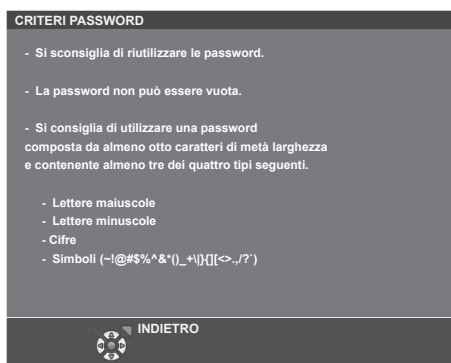 CRITERI PASSWORD
- Si sconsiglia di riutilizzare le password.
- La password non può essere vuota.
- Si consiglia di utilizzare una password
composta da almeno otto caratteri di metà larghezza
e contenente almeno tre dei quattro tipi seguenti.
- Lettere maiuscole
- Lettere minuscole
- Cifre
- Simboli (~!@#$%^&*()_+\|}{][<>.,/?`)
INDIETRO